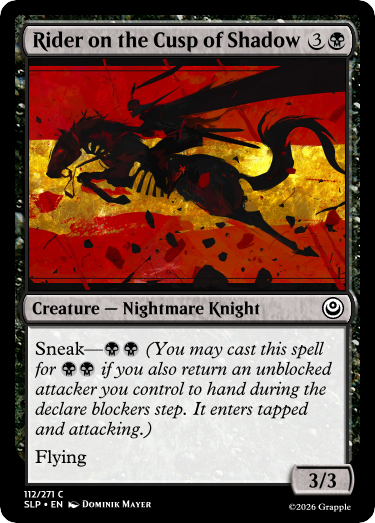 Rider on the Cusp of Shadow 3
Creature — Nightmare Knight
Sneak— (You may cast this spell
for if you also return an unblocked
attacker you control to hand during the
declare blockers step. It enters tapped
and attacking.)
Flying
3/3
112/271 C
SLP • EN Dominik Mayer
©2026 Grapple